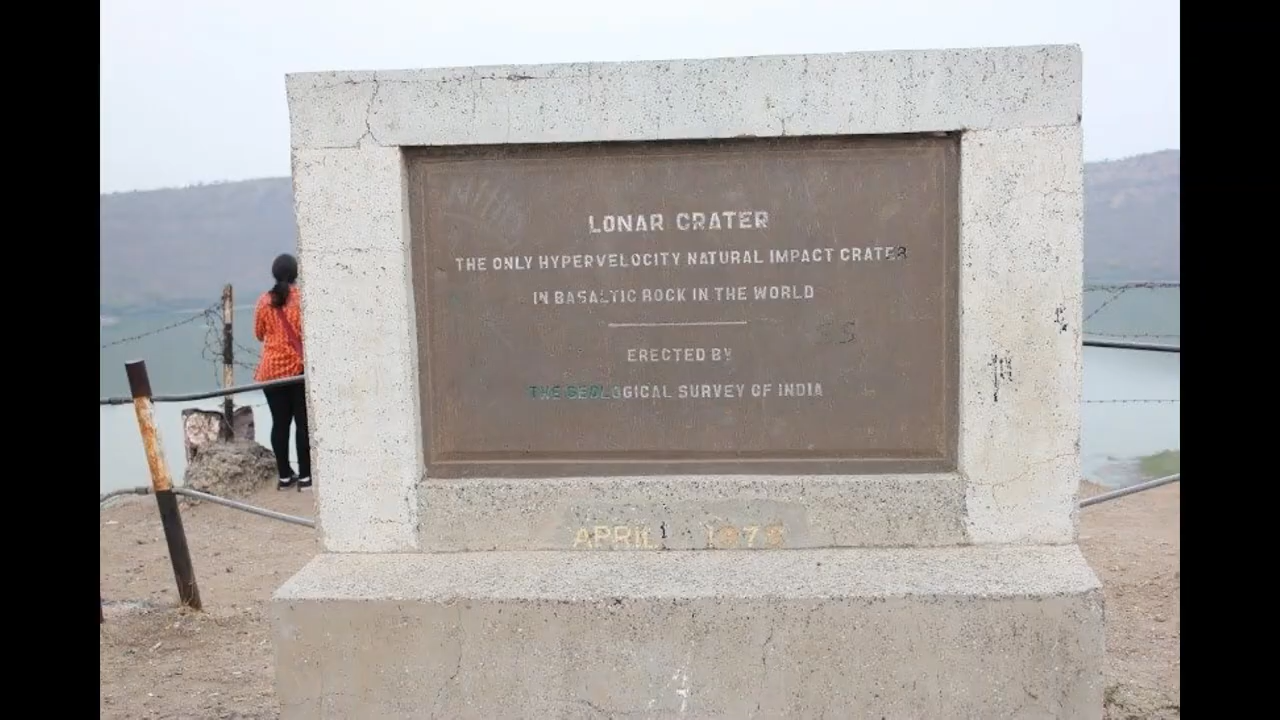 LONAR CRATER
THE ONLY HYPERVELOCITY NATURAL IMPACT CRATER
IN BASALTIC ROCK IN THE WORLD
ERECTED BY
THE GEOLOGICAL SURVEY OF INDIA
APRIL